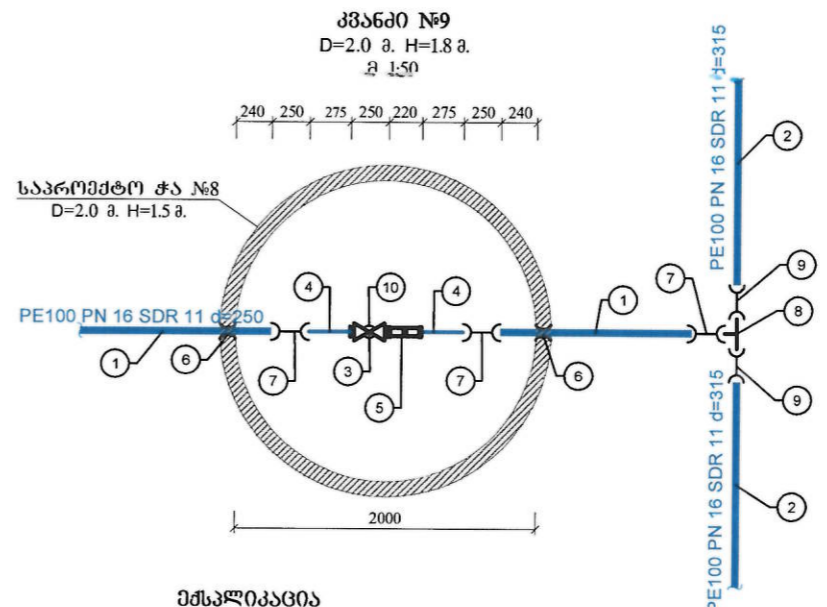 კვანძი №9
D=2.0 მ. H=1.8 მ.
მ 1:50
240 250 275 250 220 275 250 240
საპროექტო ჭა №8
D=2.0 მ. H=1.5 მ.
PE100 PN 16 SDR 11 d=315
2
4 10 4
7 9
PE100 PN 16 SDR 11 d=250
1
8
1 6 7 3 5 7 6
9
PE100 PN 16 SDR 11 d=315
2
2000
ექსპლიკაცია